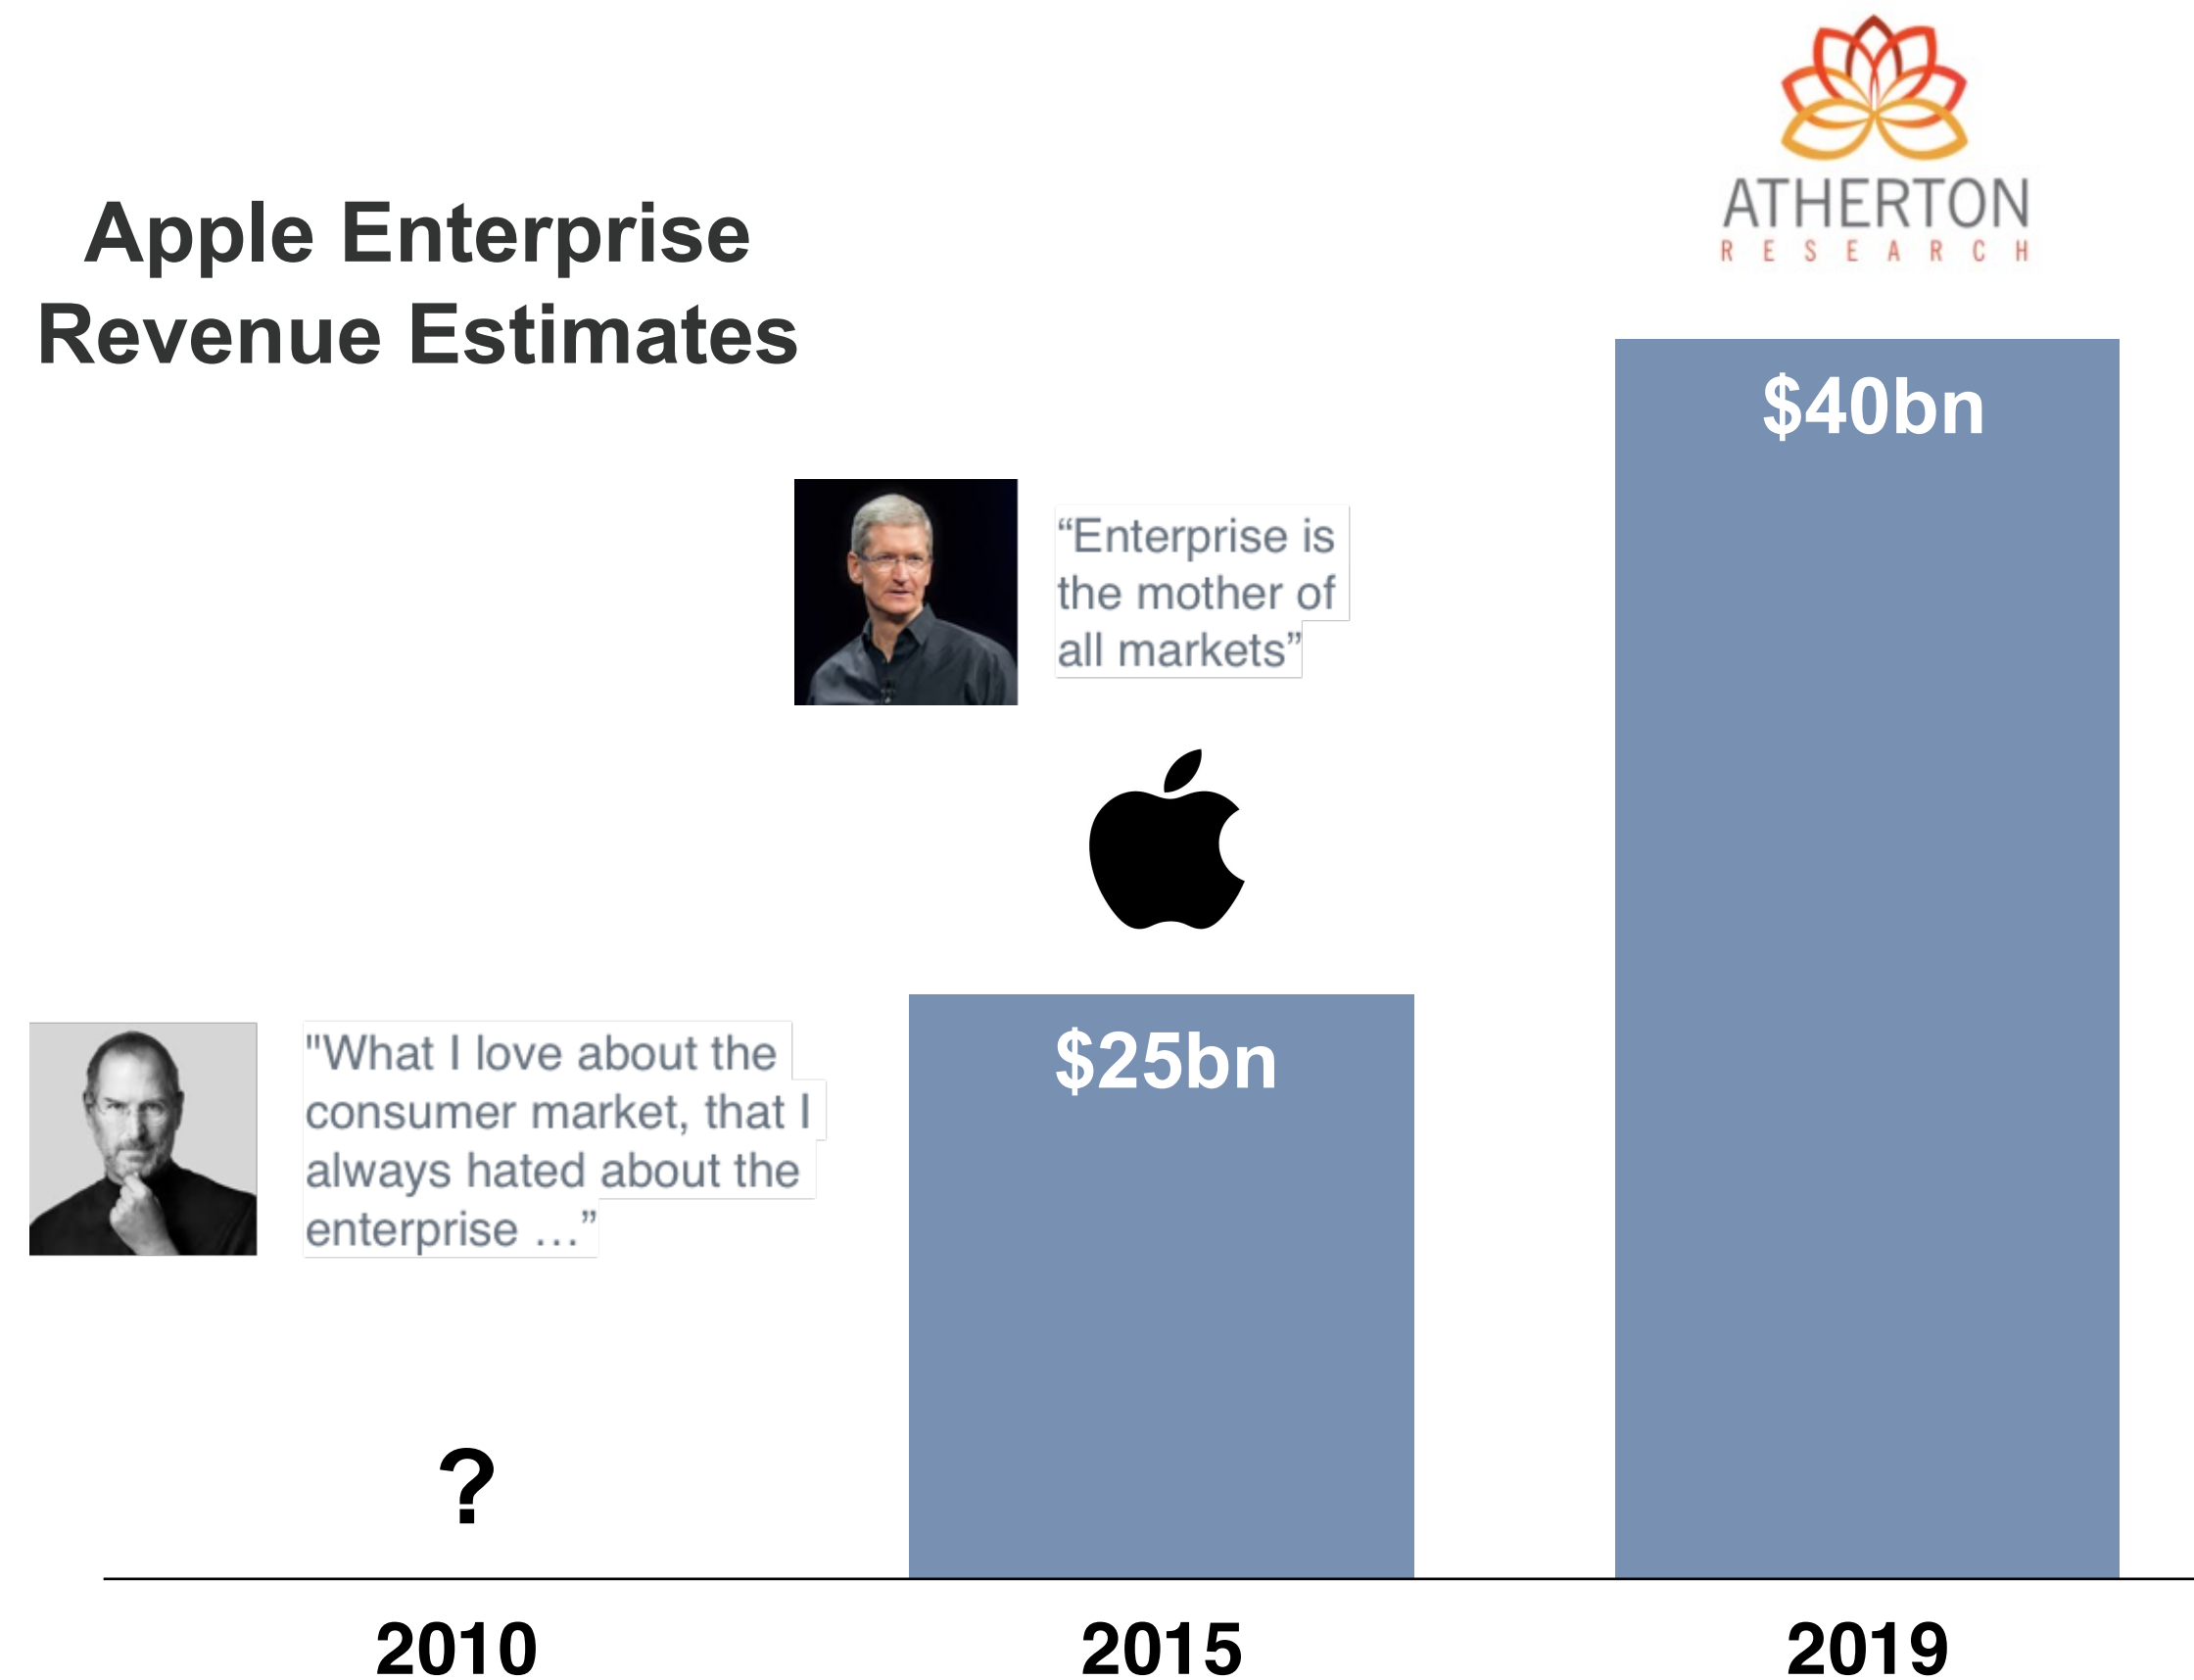 ATHERTON
RESEARCH
Apple Enterprise
Revenue Estimates
$40bn
“Enterprise is
the mother of
all markets”
$25bn
"What I love about the
consumer market, that I
always hated about the
enterprise …”
?
2010
2015
2019